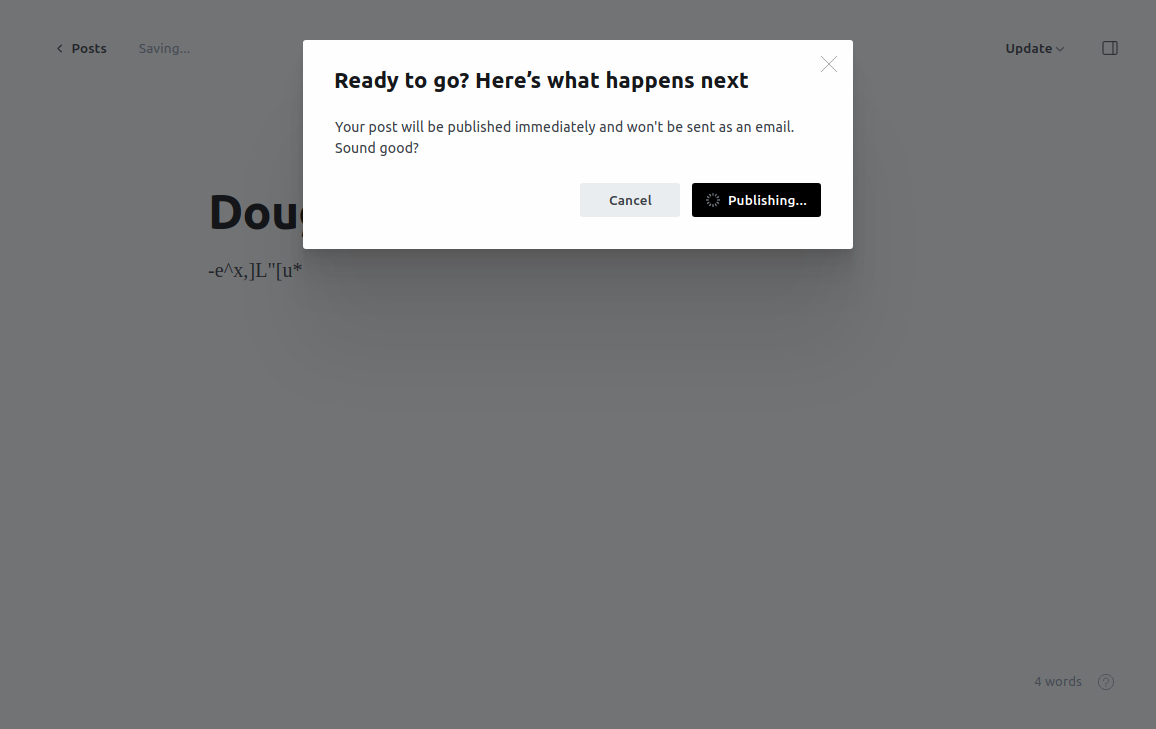 Posts
Saving...
Update
Ready to go? Here's what happens next
Your post will be published immediately and won't be sent as an email.
Sound good?
Cancel
Publishing...
-e^x,]L"[u*
4 words
?